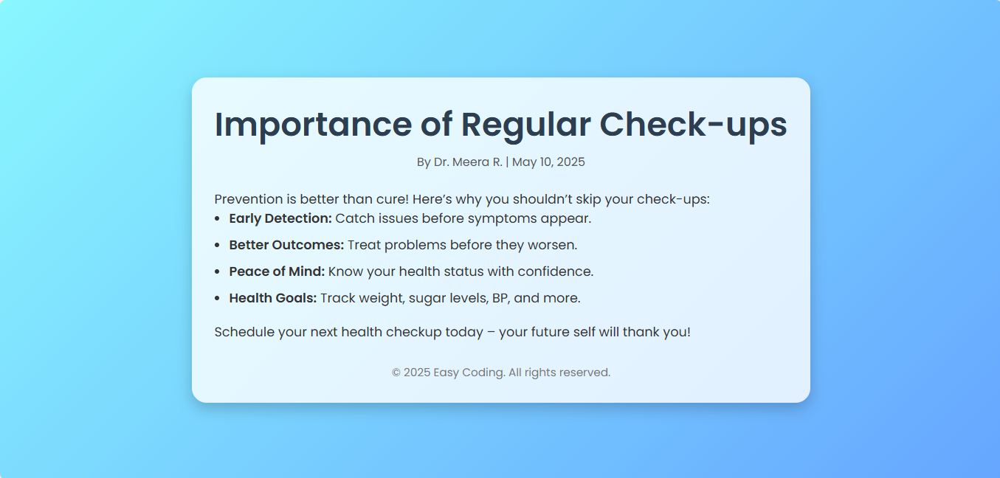 Importance of Regular Check-ups
By Dr. Meera R. | May 10, 2025
Prevention is better than cure! Here’s why you shouldn’t skip your check-ups:
• Early Detection: Catch issues before symptoms appear.
• Better Outcomes: Treat problems before they worsen.
• Peace of Mind: Know your health status with confidence.
• Health Goals: Track weight, sugar levels, BP, and more.
Schedule your next health checkup today – your future self will thank you!
© 2025 Easy Coding. All rights reserved.